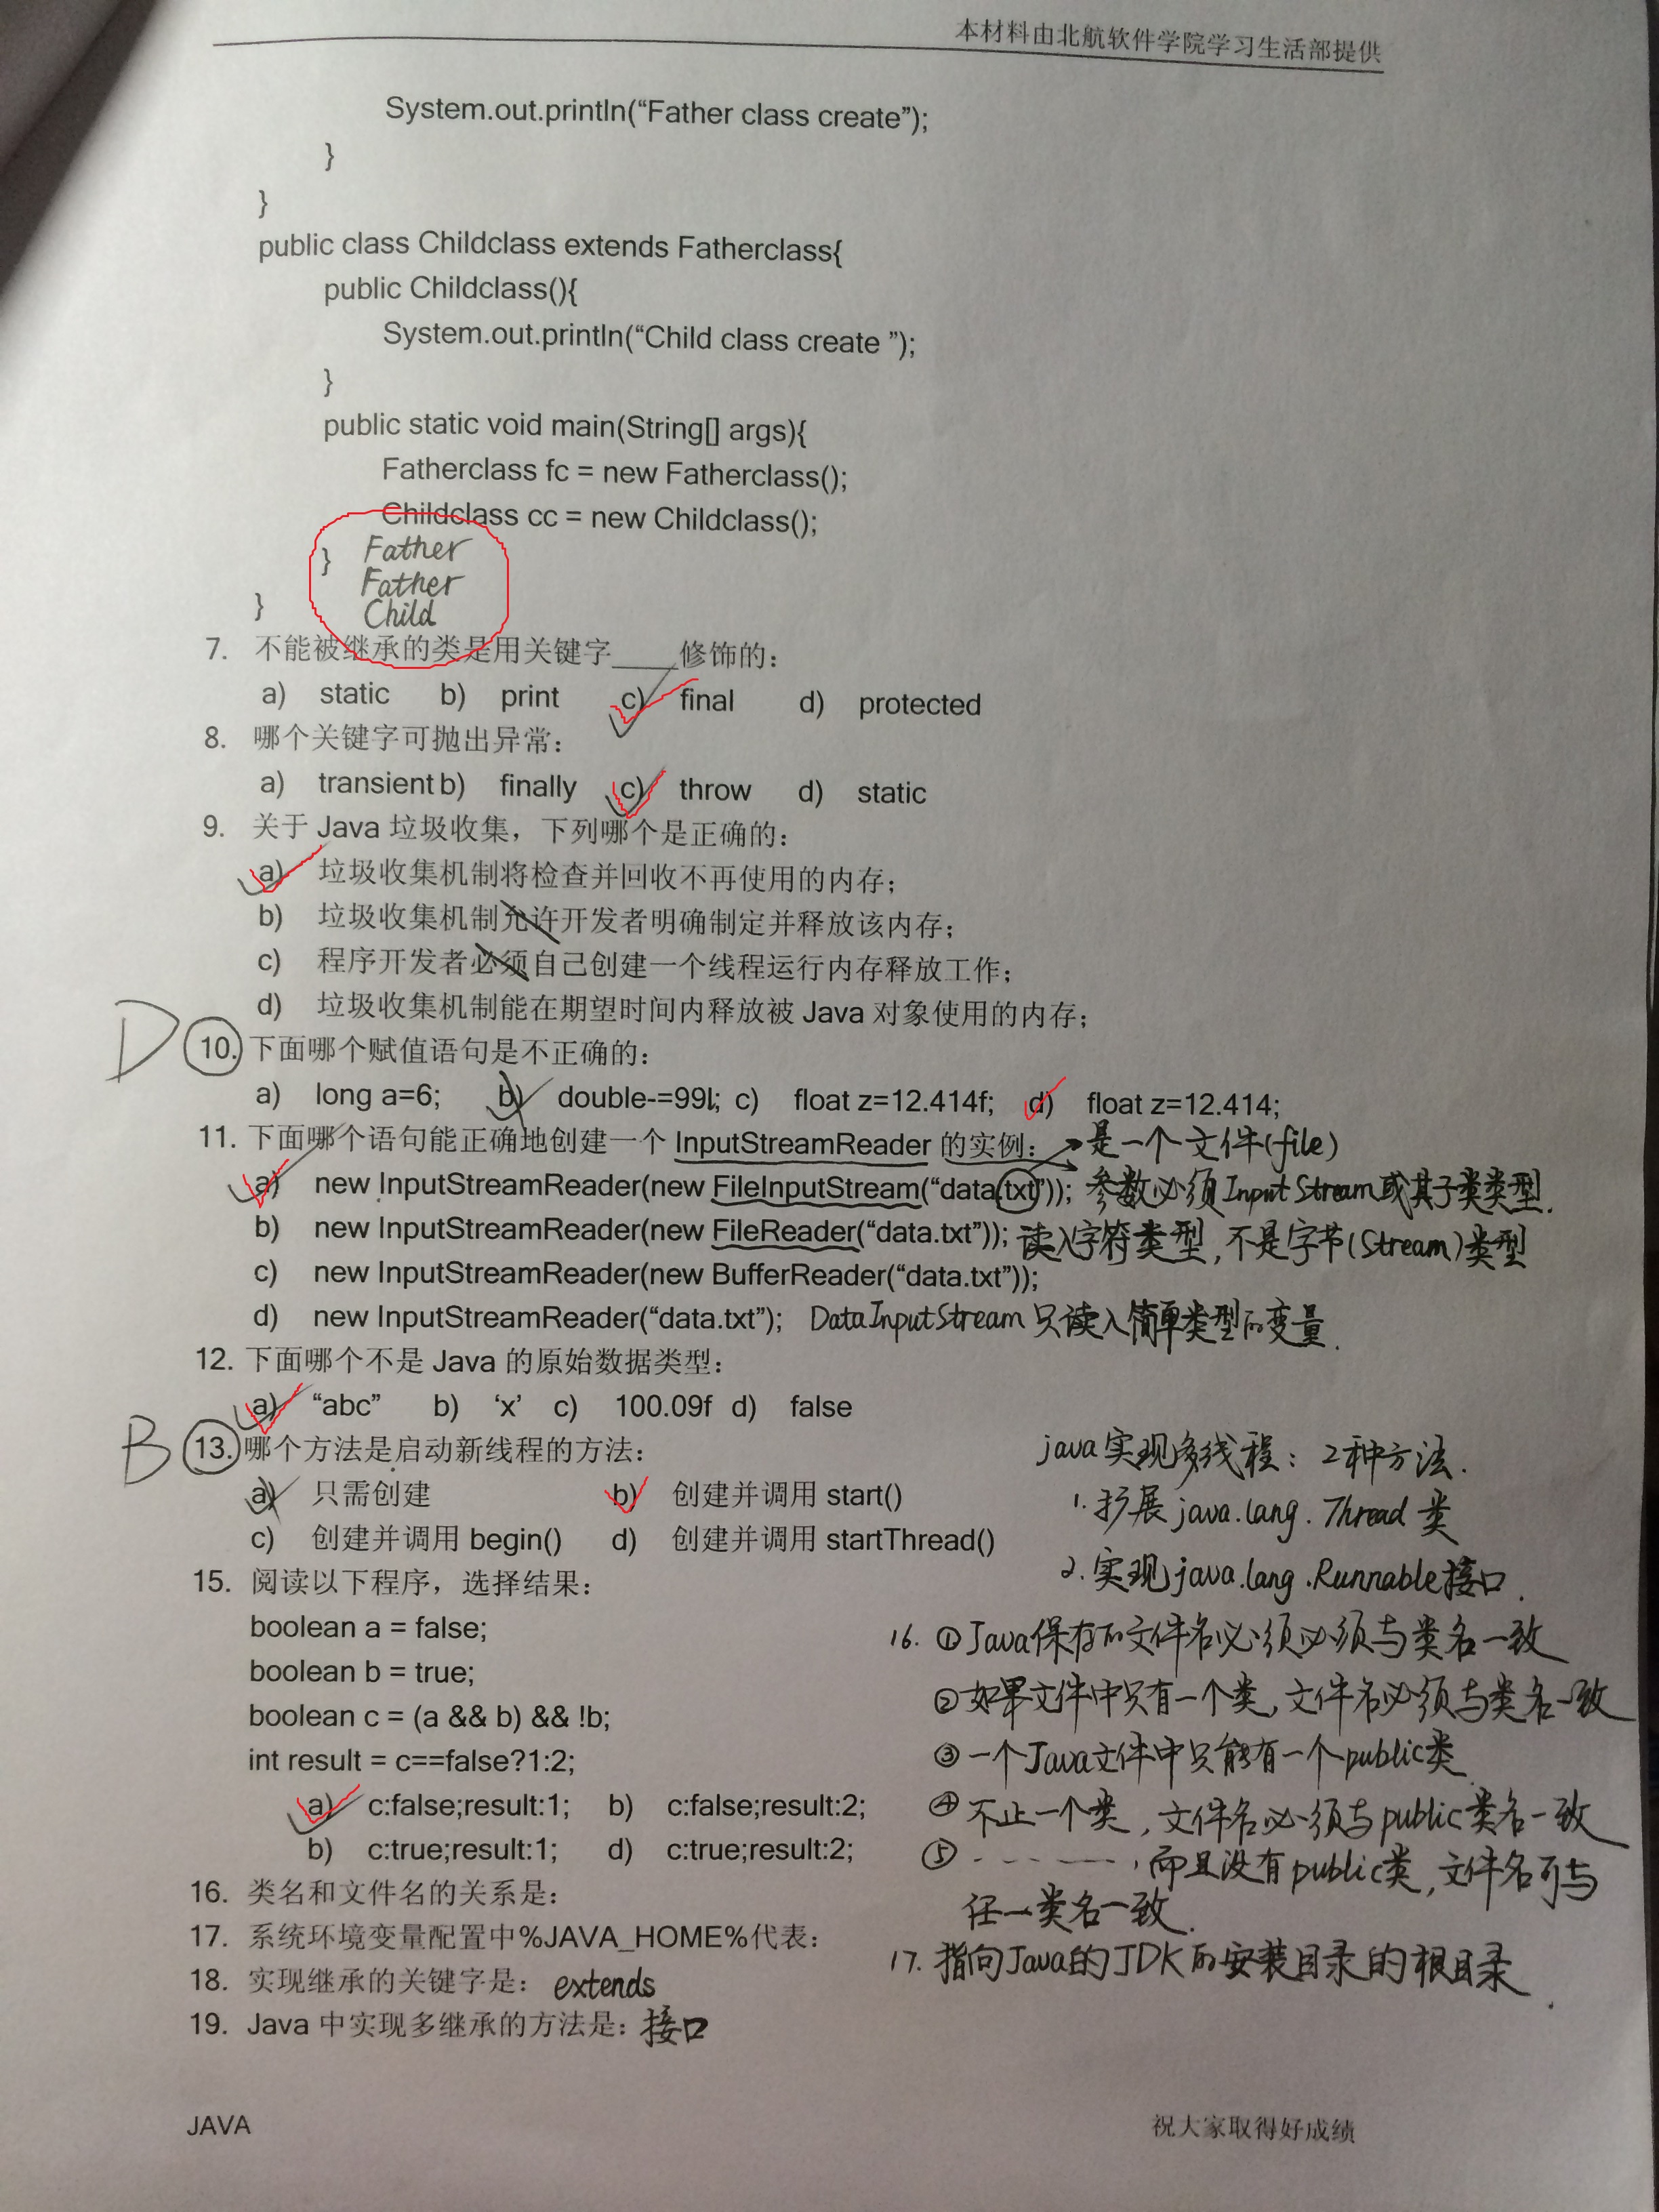 本材料由北航软件学院学习生活部提供
System.out.println(“Father class create”);
}
}
public class Childclass extends Fatherclass{
public Childclass(){
System.out.println(“Child class create ”);
}
public static void main(String[] args){
Fatherclass fc = new Fatherclass();
Childclass cc = new Childclass();
} Father
Father
} Child
7. 不能被继承的类是用关键字____修饰的：
a) static b) print c) final d) protected
8. 哪个关键字可抛出异常：
a) transient b) finally c) throw d) static
9. 关于 Java 垃圾收集，下列哪个是正确的：
a) 垃圾收集机制将检查并回收不再使用的内存；
b) 垃圾收集机制允许开发者明确制定并释放该内存；
c) 程序开发者必须自己创建一个线程运行内存释放工作；
d) 垃圾收集机制能在期望时间内释放被 Java 对象使用的内存；
D 10. 下面哪个赋值语句是不正确的：
a) long a=6; b) double-=99l; c) float z=12.414f; d) float z=12.414;
11. 下面哪个语句能正确地创建一个 InputStreamReader 的实例： 是一个文件(file)
a) new InputStreamReader(new FileInputStream(“data.txt”)); 参数必须InputStream或其子类类型.
b) new InputStreamReader(new FileReader(“data.txt”)); 读入字符类型，不是字节(Stream)类型
c) new InputStreamReader(new BufferReader(“data.txt”));
d) new InputStreamReader(“data.txt”); DataInputStream只读入简单类型的变量.
12. 下面哪个不是 Java 的原始数据类型：
a) “abc” b) ‘x’ c) 100.09f d) false
B 13. 哪个方法是启动新线程的方法：
java实现多线程：2种方法.
a) 只需创建 b) 创建并调用 start()
1. 扩展java.lang.Thread类
c) 创建并调用 begin() d) 创建并调用 startThread()
2. 实现java.lang.Runnable接口.
15. 阅读以下程序，选择结果：
boolean a = false;
16. ①Java保存的文件名必须必须与类名一致
boolean b = true;
②如果文件中只有一个类，文件名必须与类名一致
boolean c = (a && b) && !b;
③一个Java文件中只能有一个public类
int result = c==false?1:2;
a) c:false;result:1; b) c:false;result:2;
④不止一个类，文件名必须与public类名一致
b) c:true;result:1; d) c:true;result:2;
⑤-----，而且没有public类，文件名可与
16. 类名和文件名的关系是：
任一类名一致.
17. 系统环境变量配置中%JAVA_HOME%代表：
17. 指向Java的JDK的安装目录的根目录.
18. 实现继承的关键字是： extends
19. Java 中实现多继承的方法是：接口
JAVA 祝大家取得好成绩